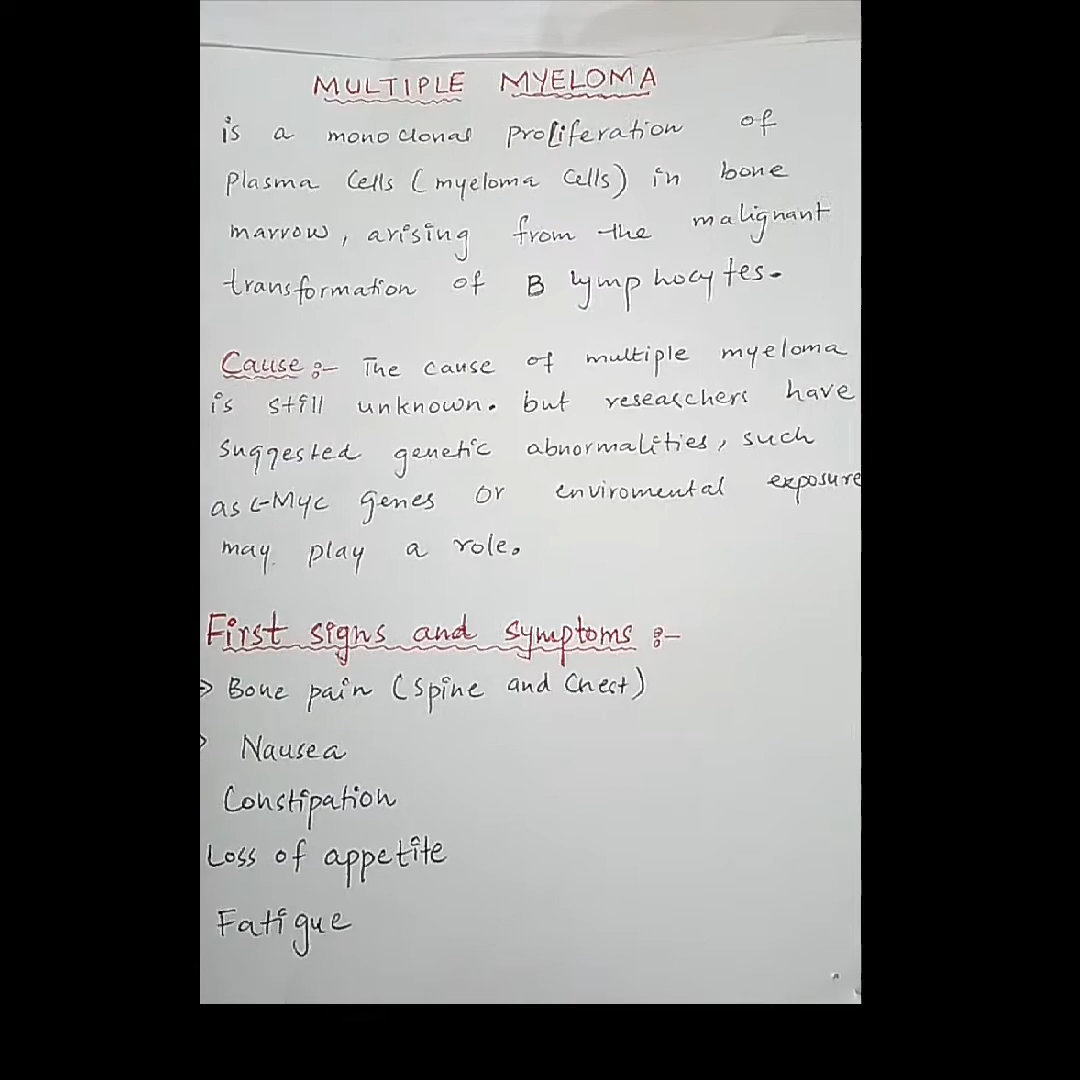 MULTIPLE MYELOMA
is a monoclonal proliferation of
Plasma Cells (myeloma Cells) in bone
marrow, arising from the malignant
transformation of B lymphocytes.
Cause :- The cause of multiple myeloma
is still unknown. but researchers have
suggested genetic abnormalities, such
as c-Myc genes or enviromental exposure
may play a role.
First signs and symptoms :-
> Bone pain (Spine and Chest)
> Nausea
Constipation
Loss of appetite
Fatigue